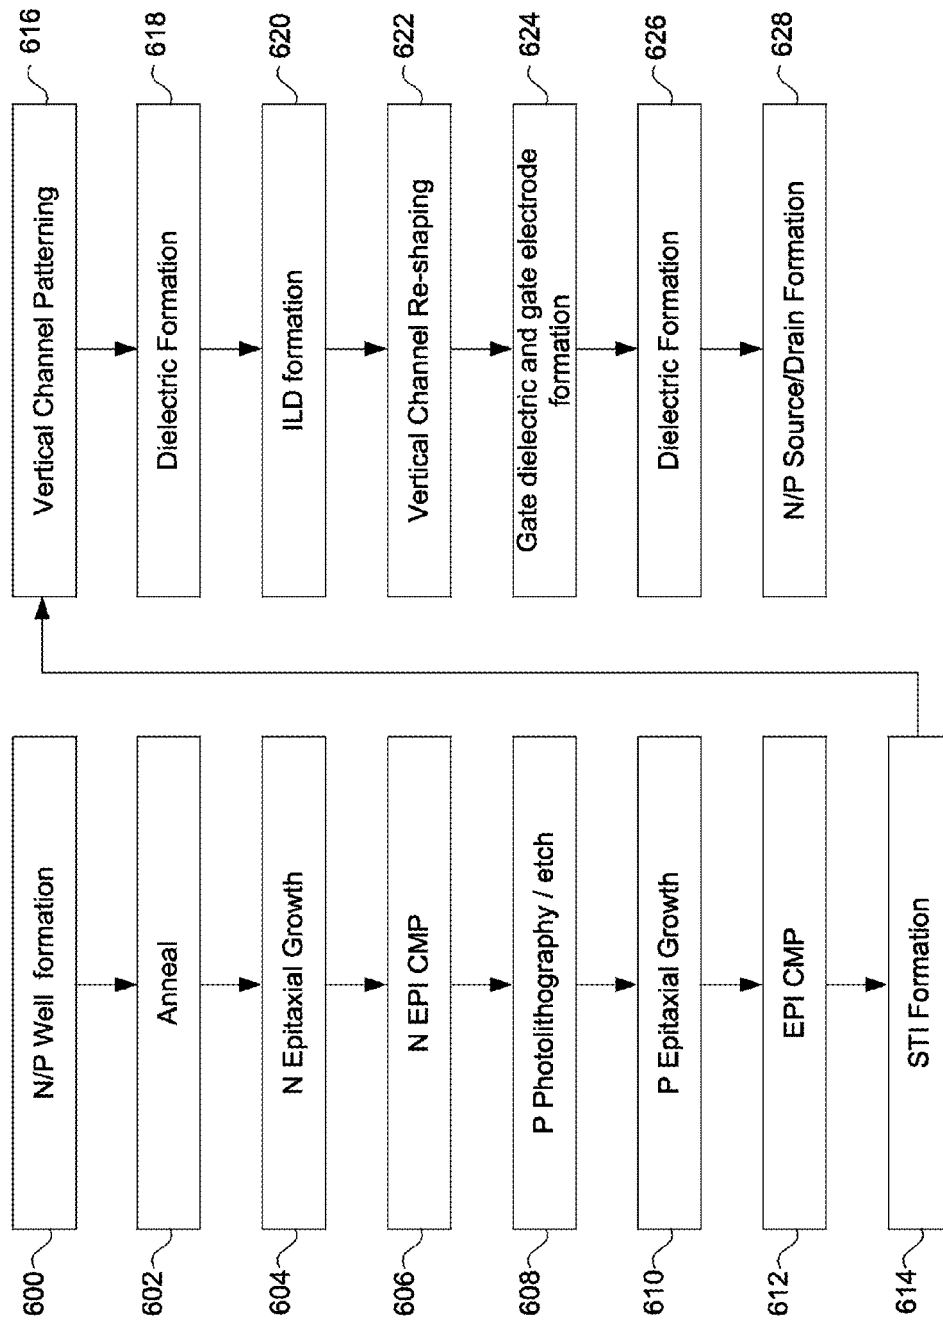 600
N/P Well formation
602
Anneal
604
N Epitaxial Growth
606
N EPI CMP
608
P Photolithography / etch
610
P Epitaxial Growth
612
EPI CMP
614
STI Formation
Vertical Channel Patterning
616
Dielectric Formation
618
ILD formation
620
Vertical Channel Re-shaping
622
Gate dielectric and gate electrode
formation
624
Dielectric Formation
626
N/P Source/Drain Formation
628